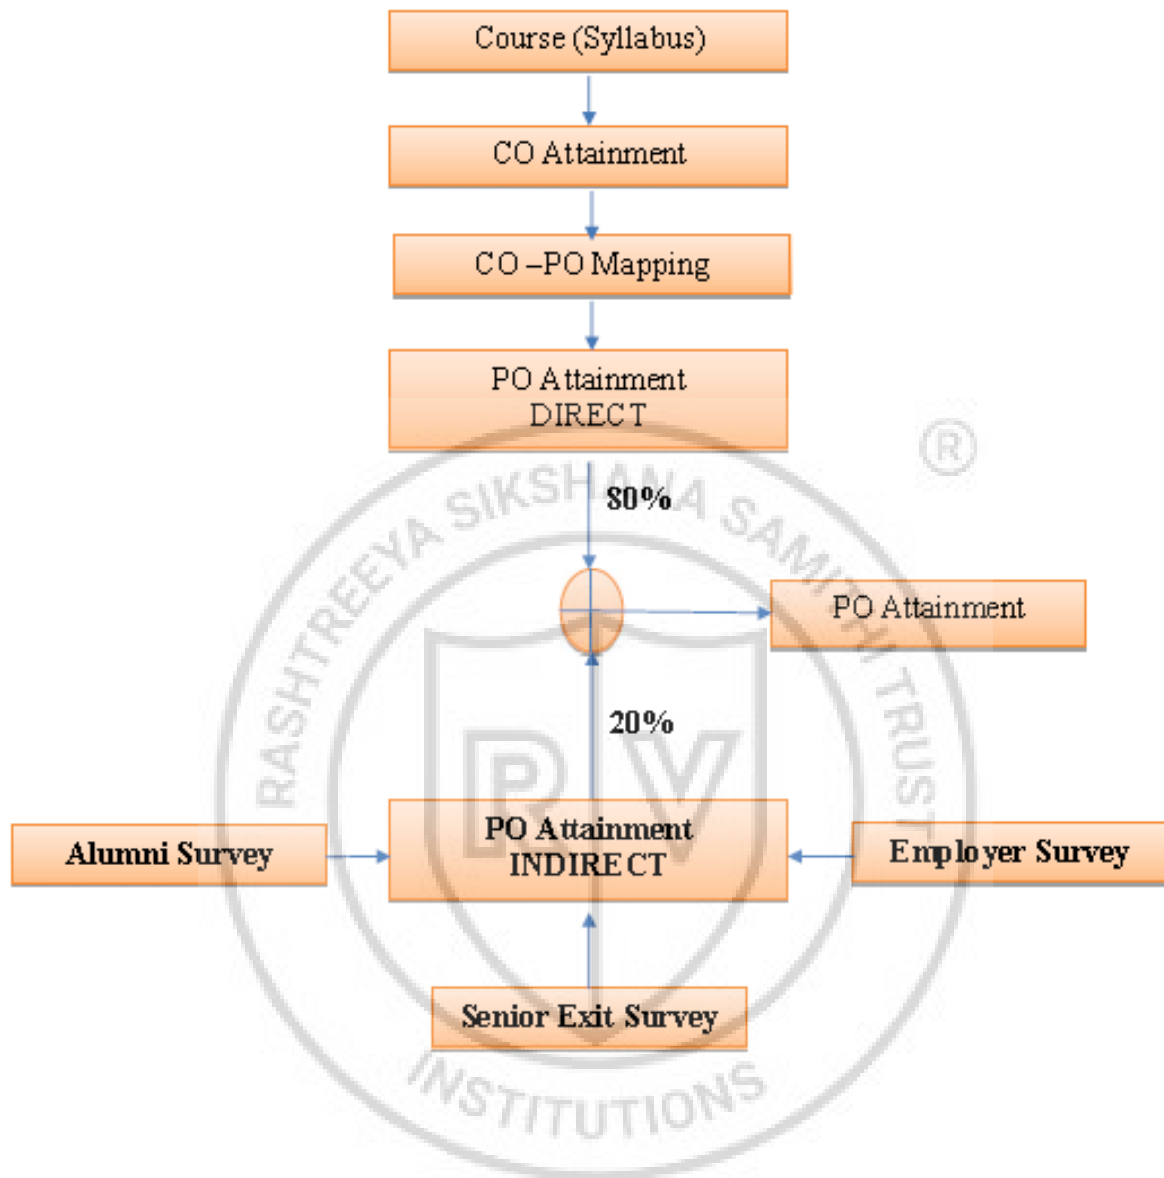 Course (Syllabus)
CO Attainment
CO –PO Mapping
PO Attainment
DIRECT
80%
PO Attainment
20%
Alumni Survey
PO Attainment
INDIRECT
Employer Survey
Senior Exit Survey
RASHTREEYA SIKSHANA SAMITHI TRUST
®
RV
INSTITUTIONS